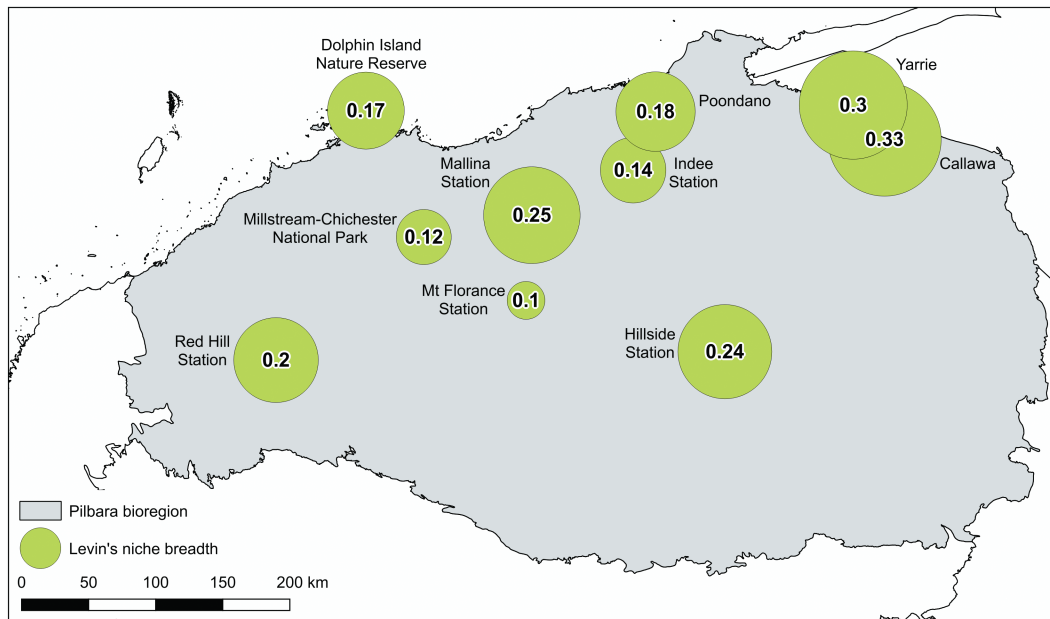 Dolphin Island
Nature Reserve
0.17
Yarrie
0.3
Poondano
0.18
0.33
Callawa
Mallina
Station
0.14
Indee
Station
0.25
Millstream-Chichester
National Park
0.12
Mt Florance
Station
0.1
Red Hill
Station
0.2
Hillside
Station
0.24
Pilbara bioregion
Levin's niche breadth
0 50 100 150 200 km